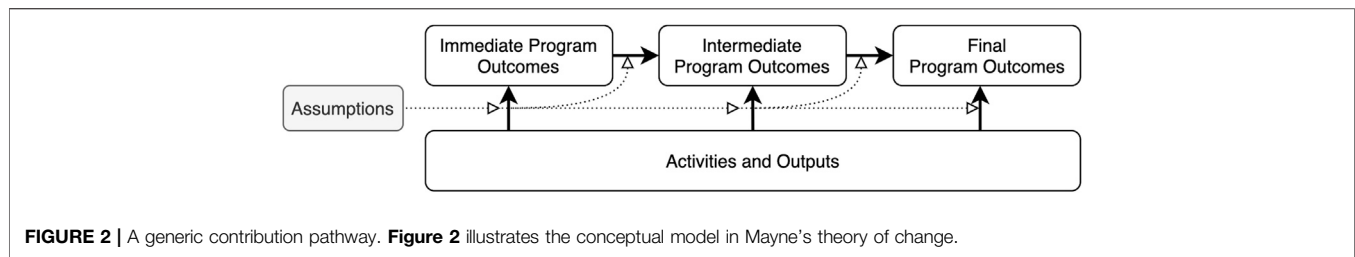 Immediate Program
Outcomes
Intermediate
Program Outcomes
Final
Program Outcomes
Assumptions
Activities and Outputs
FIGURE 2 | A generic contribution pathway. Figure 2 illustrates the conceptual model in Mayne’s theory of change.